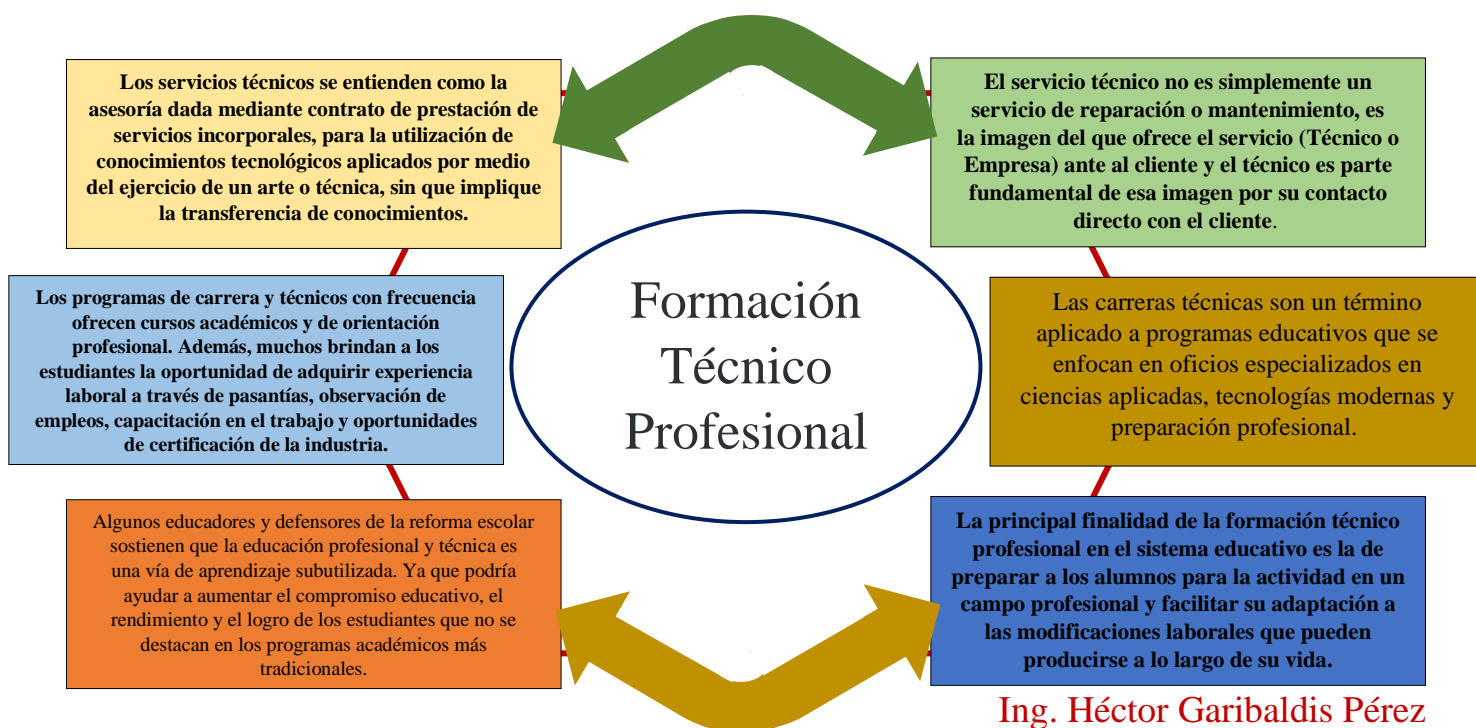 Los servicios técnicos se entienden como la
asesoría dada mediante contrato de prestación de
servicios incorporales, para la utilización de
conocimientos tecnológicos aplicados por medio
del ejercicio de un arte o técnica, sin que implique
la transferencia de conocimientos.
El servicio técnico no es simplemente un
servicio de reparación o mantenimiento, es
la imagen del que ofrece el servicio (Técnico o
Empresa) ante al cliente y el técnico es parte
fundamental de esa imagen por su contacto
directo con el cliente.
Los programas de carrera y técnicos con frecuencia
ofrecen cursos académicos y de orientación
profesional. Además, muchos brindan a los
estudiantes la oportunidad de adquirir experiencia
laboral a través de pasantías, observación de
empleos, capacitación en el trabajo y oportunidades
de certificación de la industria.
Formación
Técnico
Profesional
Las carreras técnicas son un término
aplicado a programas educativos que se
enfocan en oficios especializados en
ciencias aplicadas, tecnologías modernas y
preparación profesional.
Algunos educadores y defensores de la reforma escolar
sostienen que la educación profesional y técnica es
una vía de aprendizaje subutilizada. Ya que podría
ayudar a aumentar el compromiso educativo, el
rendimiento y el logro de los estudiantes que no se
destacan en los programas académicos más
tradicionales.
La principal finalidad de la formación técnico
profesional en el sistema educativo es la de
preparar a los alumnos para la actividad en un
campo profesional y facilitar su adaptación a
las modificaciones laborales que pueden
producirse a lo largo de su vida.
Ing. Héctor Garibaldis Pérez